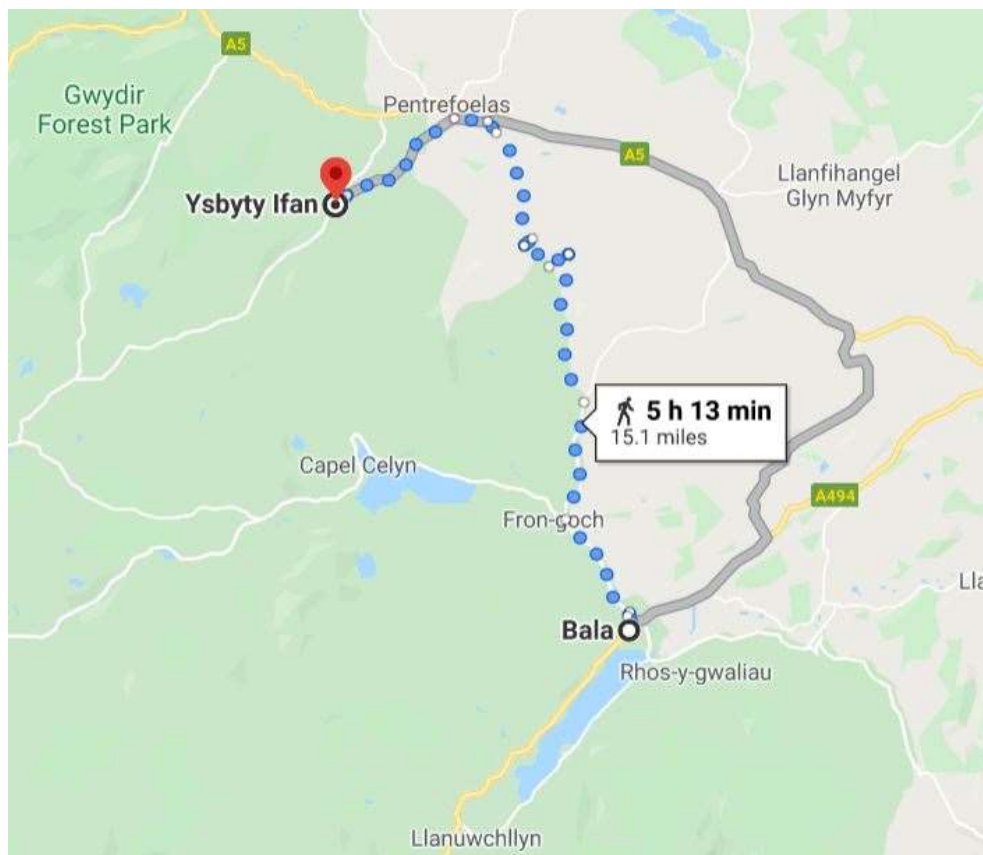 A5
Gwydir
Forest Park
Pentrefoelas
A5
Llanfihangel
Glyn Myfyr
Ysbyty Ifan
5 h 13 min
15.1 miles
Capel Celyn
A494
Fron-goch
Lla
Bala
Rhos-y-gwaliau
Llanuwchllyn